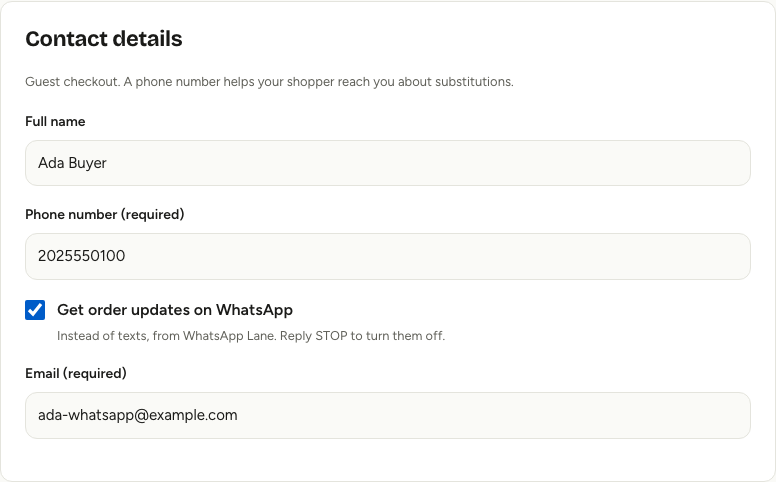 Contact details
Guest checkout. A phone number helps your shopper reach you about substitutions.
Full name
Ada Buyer
Phone number (required)
2025550100
Get order updates on WhatsApp
Instead of texts, from WhatsApp Lane. Reply STOP to turn them off.
Email (required)
ada-whatsapp@example.com